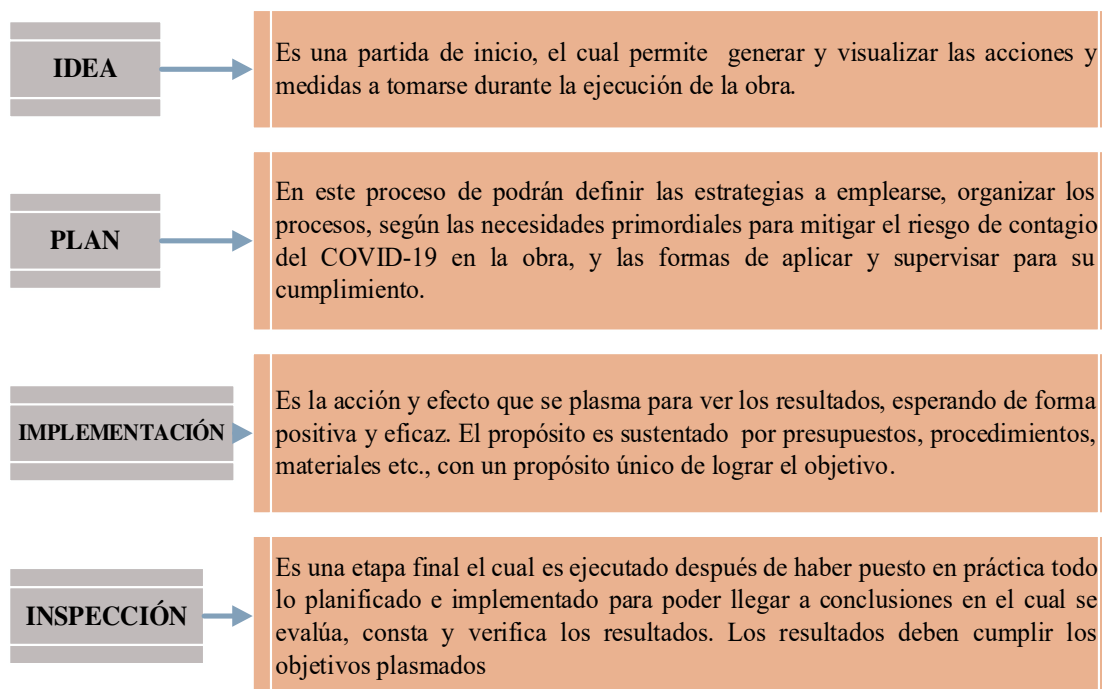 IDEA
Es una partida de inicio, el cual permite generar y visualizar las acciones y
medidas a tomarse durante la ejecución de la obra.
PLAN
En este proceso de podrán definir las estrategias a emplearse, organizar los
procesos, según las necesidades primordiales para mitigar el riesgo de contagio
del COVID-19 en la obra, y las formas de aplicar y supervisar para su
cumplimiento.
IMPLEMENTACIÓN
Es la acción y efecto que se plasma para ver los resultados, esperando de forma
positiva y eficaz. El propósito es sustentado por presupuestos, procedimientos,
materiales etc., con un propósito único de lograr el objetivo.
INSPECCIÓN
Es una etapa final el cual es ejecutado después de haber puesto en práctica todo
lo planificado e implementado para poder llegar a conclusiones en el cual se
evalúa, consta y verifica los resultados. Los resultados deben cumplir los
objetivos plasmados